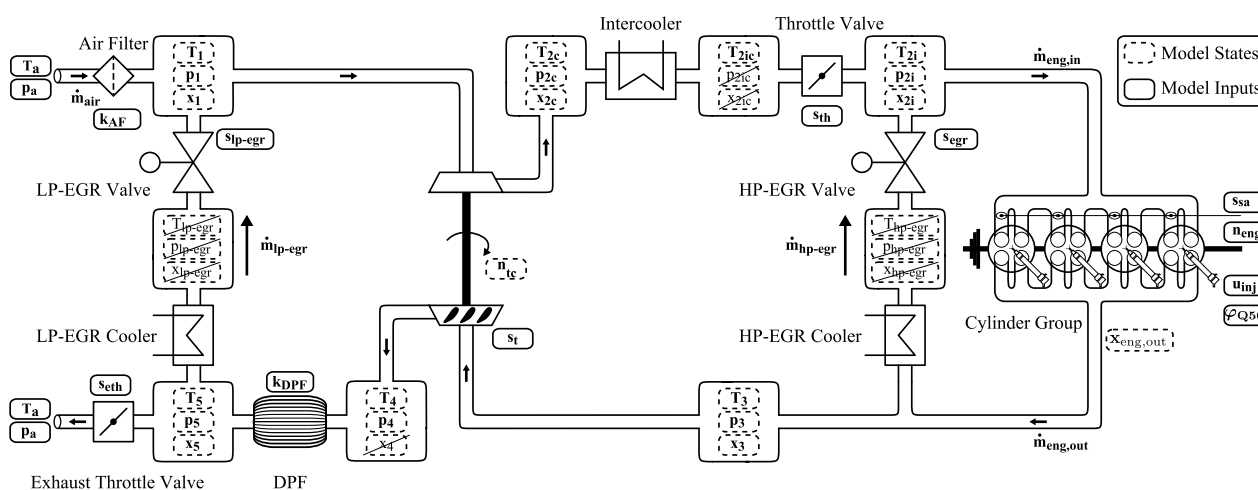 Air Filter
Intercooler
Throttle Valve
Ta
pa
ṁair
kAF
T1
p1
x1
T2c
p2c
x2c
T2ic
p2ic
x2ic
sth
T2i
p2i
x2i
ṁeng,in
Model States
Model Inputs
slp-egr
segr
LP-EGR Valve
HP-EGR Valve
Tlp-egr
plp-egr
xlp-egr
ṁlp-egr
ntc
ṁhp-egr
Thp-egr
php-egr
xhp-egr
ssa
neng
uinj
φQ50
LP-EGR Cooler
st
HP-EGR Cooler
Cylinder Group
xeng,out
seth
kDPF
Ta
pa
T5
p5
x5
T4
p4
x4
T3
p3
x3
ṁeng,out
Exhaust Throttle Valve
DPF